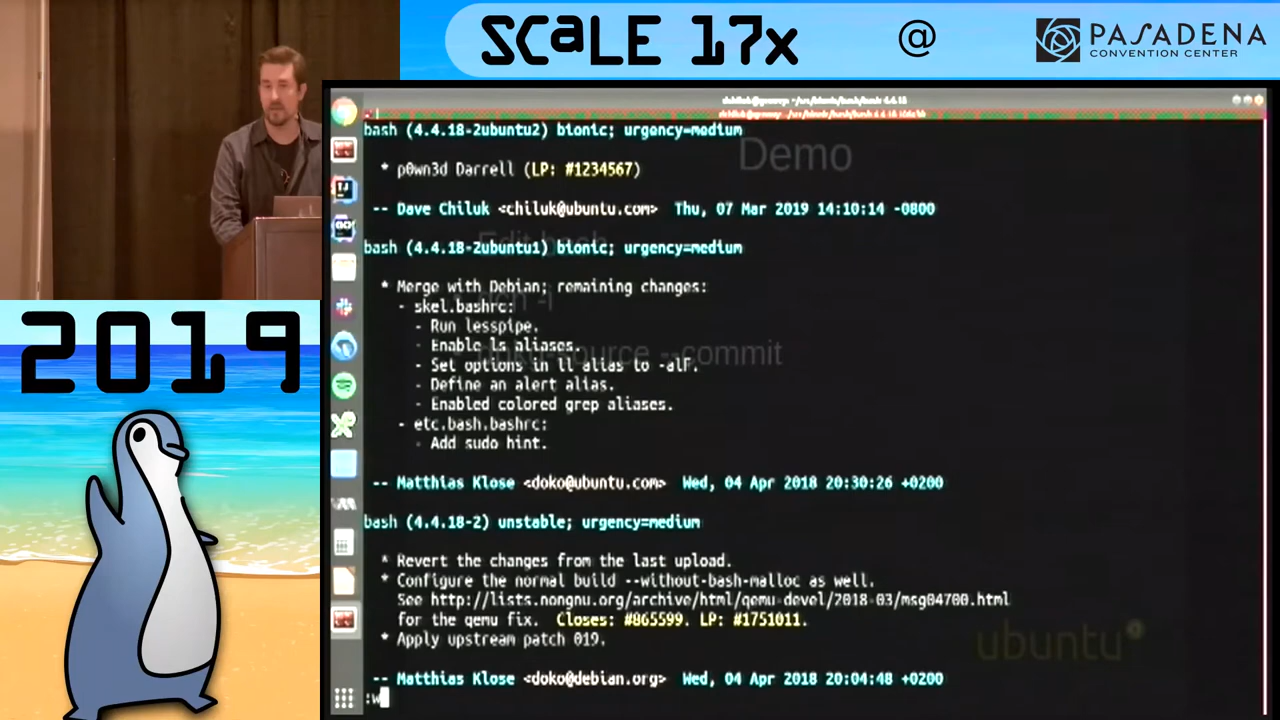 SCaLE 17x @ PASADENA
CONVENTION CENTER
2019
bash (4.4.18-2ubuntu2) bionic; urgency=medium
Demo
* p0wn3d Darrell (LP: #1234567)
-- Dave Chiluk <chiluk@ubuntu.com> Thu, 07 Mar 2019 14:10:14 -0800
Edit bash
bash (4.4.18-2ubuntu1) bionic; urgency=medium
* Merge with Debian; remaining changes:
- skel.bashrc:
- Run lesspipe.
- Enable ls aliases.
--commit
- Set options in ll alias to -alF.
- Define an alert alias.
- Enabled colored grep aliases.
- etc.bash.bashrc:
- Add sudo hint.
-- Matthias Klose <doko@ubuntu.com> Wed, 04 Apr 2018 20:30:26 +0200
bash (4.4.18-2) unstable; urgency=medium
* Revert the changes from the last upload.
* Configure the normal build --without-bash-malloc as well.
See http://lists.nongnu.org/archive/html/qemu-devel/2018-03/msg04700.html
for the qemu fix. Closes: #865599. LP: #1751011.
* Apply upstream patch 019.
ubuntu
-- Matthias Klose <doko@debian.org> Wed, 04 Apr 2018 20:04:48 +0200
:w